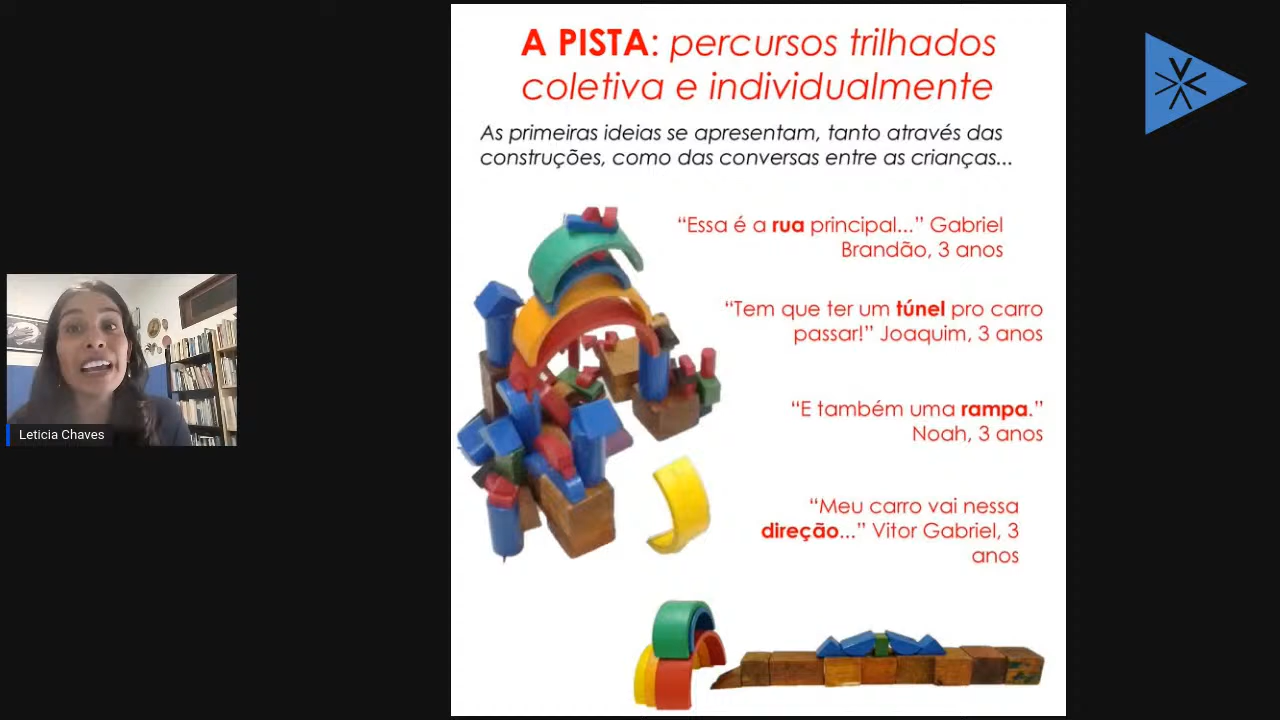 A PISTA: percursos trilhados
coletiva e individualmente
As primeiras ideias se apresentam, tanto através das
construções, como das conversas entre as crianças...
“Essa é a rua principal...” Gabriel
Brandão, 3 anos
“Tem que ter um túnel pro carro
passar!” Joaquim, 3 anos
“E também uma rampa.”
Noah, 3 anos
“Meu carro vai nessa
direção...” Vitor Gabriel, 3
anos
Leticia Chaves